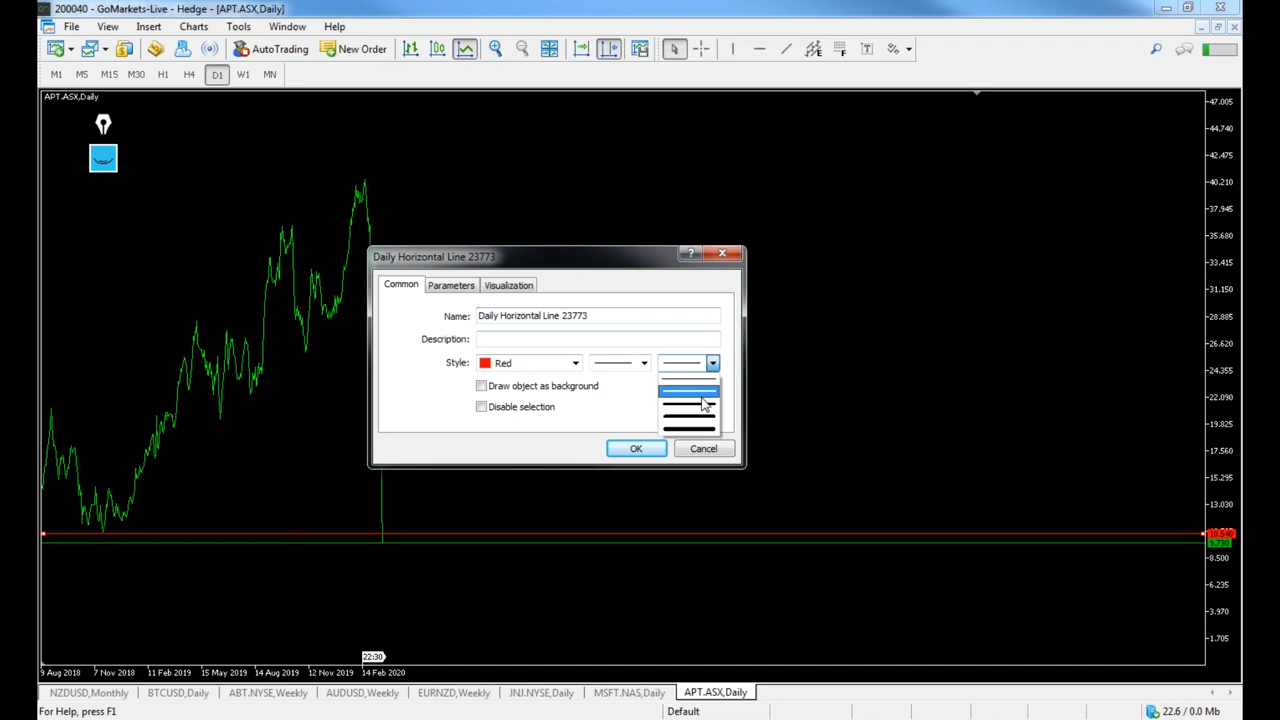 200040 - GoMarkets-Live - Hedge - [APT.ASX,Daily]
File View Insert Charts Tools Window Help
AutoTrading New Order
M1 M5 M15 M30 H1 H4 D1 W1 MN
APT.ASX,Daily
47.005
44.740
42.475
40.210
37.945
35.680
33.415
31.150
28.885
26.620
24.355
22.090
19.825
17.560
15.295
13.030
10.540
9.730
8.500
6.235
3.970
1.705
Daily Horizontal Line 23773
Common Parameters Visualization
Name: Daily Horizontal Line 23773
Description:
Style: Red
Draw object as background
Disable selection
OK Cancel
22:30
9 Aug 2018 7 Nov 2018 11 Feb 2019 15 May 2019 14 Aug 2019 12 Nov 2019 14 Feb 2020
NZDUSD,Monthly BTCUSD,Daily ABT.NYSE,Weekly AUDUSD,Weekly EURNZD,Weekly JNJ.NYSE,Daily MSFT.NAS,Daily APT.ASX,Daily
For Help, press F1 Default 22.6 / 0.0 Mb